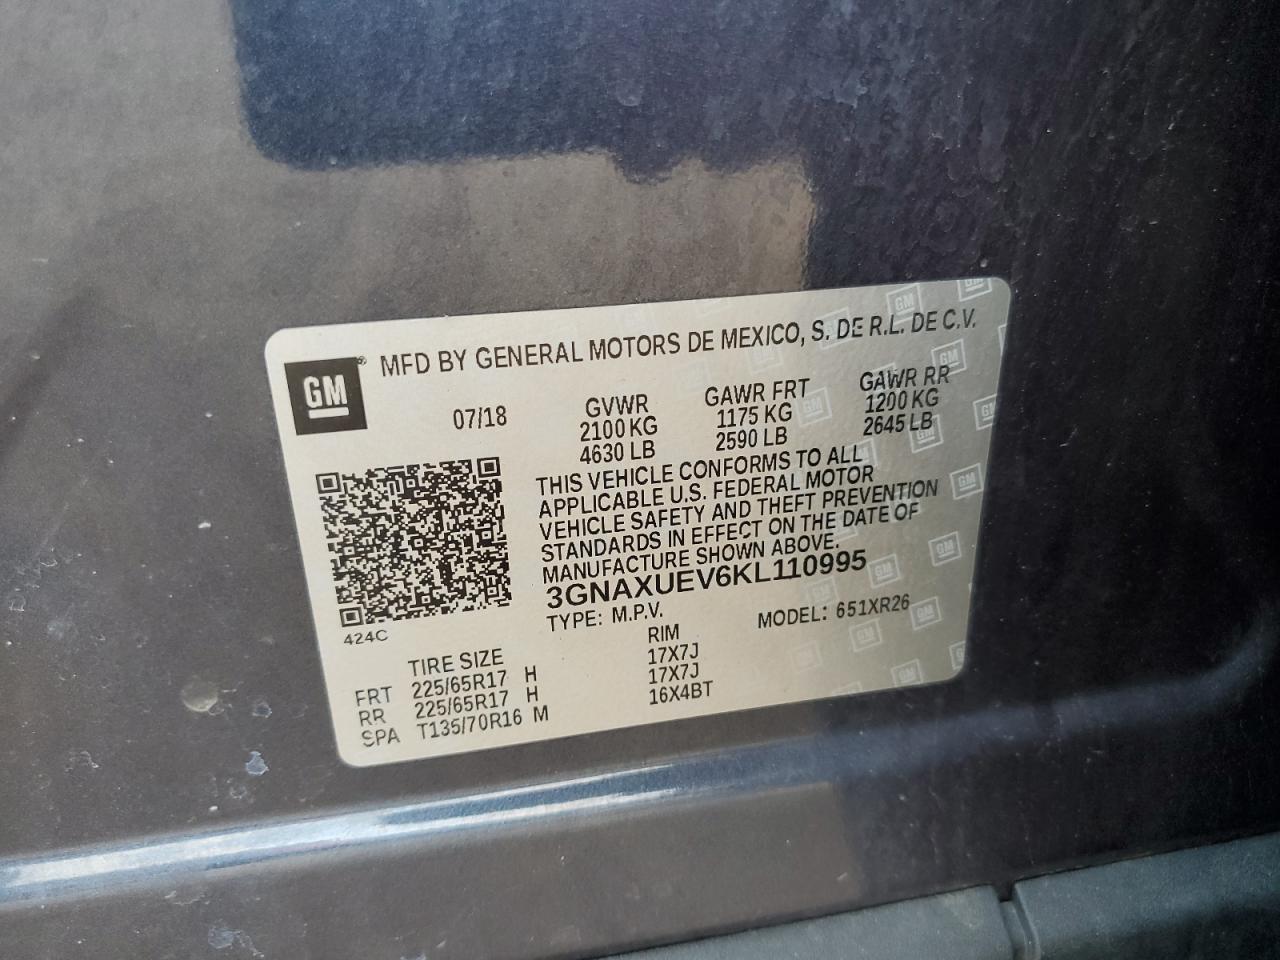 GM
® MFD BY GENERAL MOTORS DE MEXICO, S. DE R.L. DE C.V.
07/18
GVWR GAWR FRT GAWR RR
2100 KG 1175 KG 1200 KG
4630 LB 2590 LB 2645 LB
THIS VEHICLE CONFORMS TO ALL
APPLICABLE U.S. FEDERAL MOTOR
VEHICLE SAFETY AND THEFT PREVENTION
STANDARDS IN EFFECT ON THE DATE OF
MANUFACTURE SHOWN ABOVE.
3GNAXUEV6KL110995
TYPE: M.P.V. MODEL: 651XR26
424C
TIRE SIZE RIM
FRT 225/65R17 H 17X7J
RR 225/65R17 H 17X7J
SPA T135/70R16 M 16X4BT